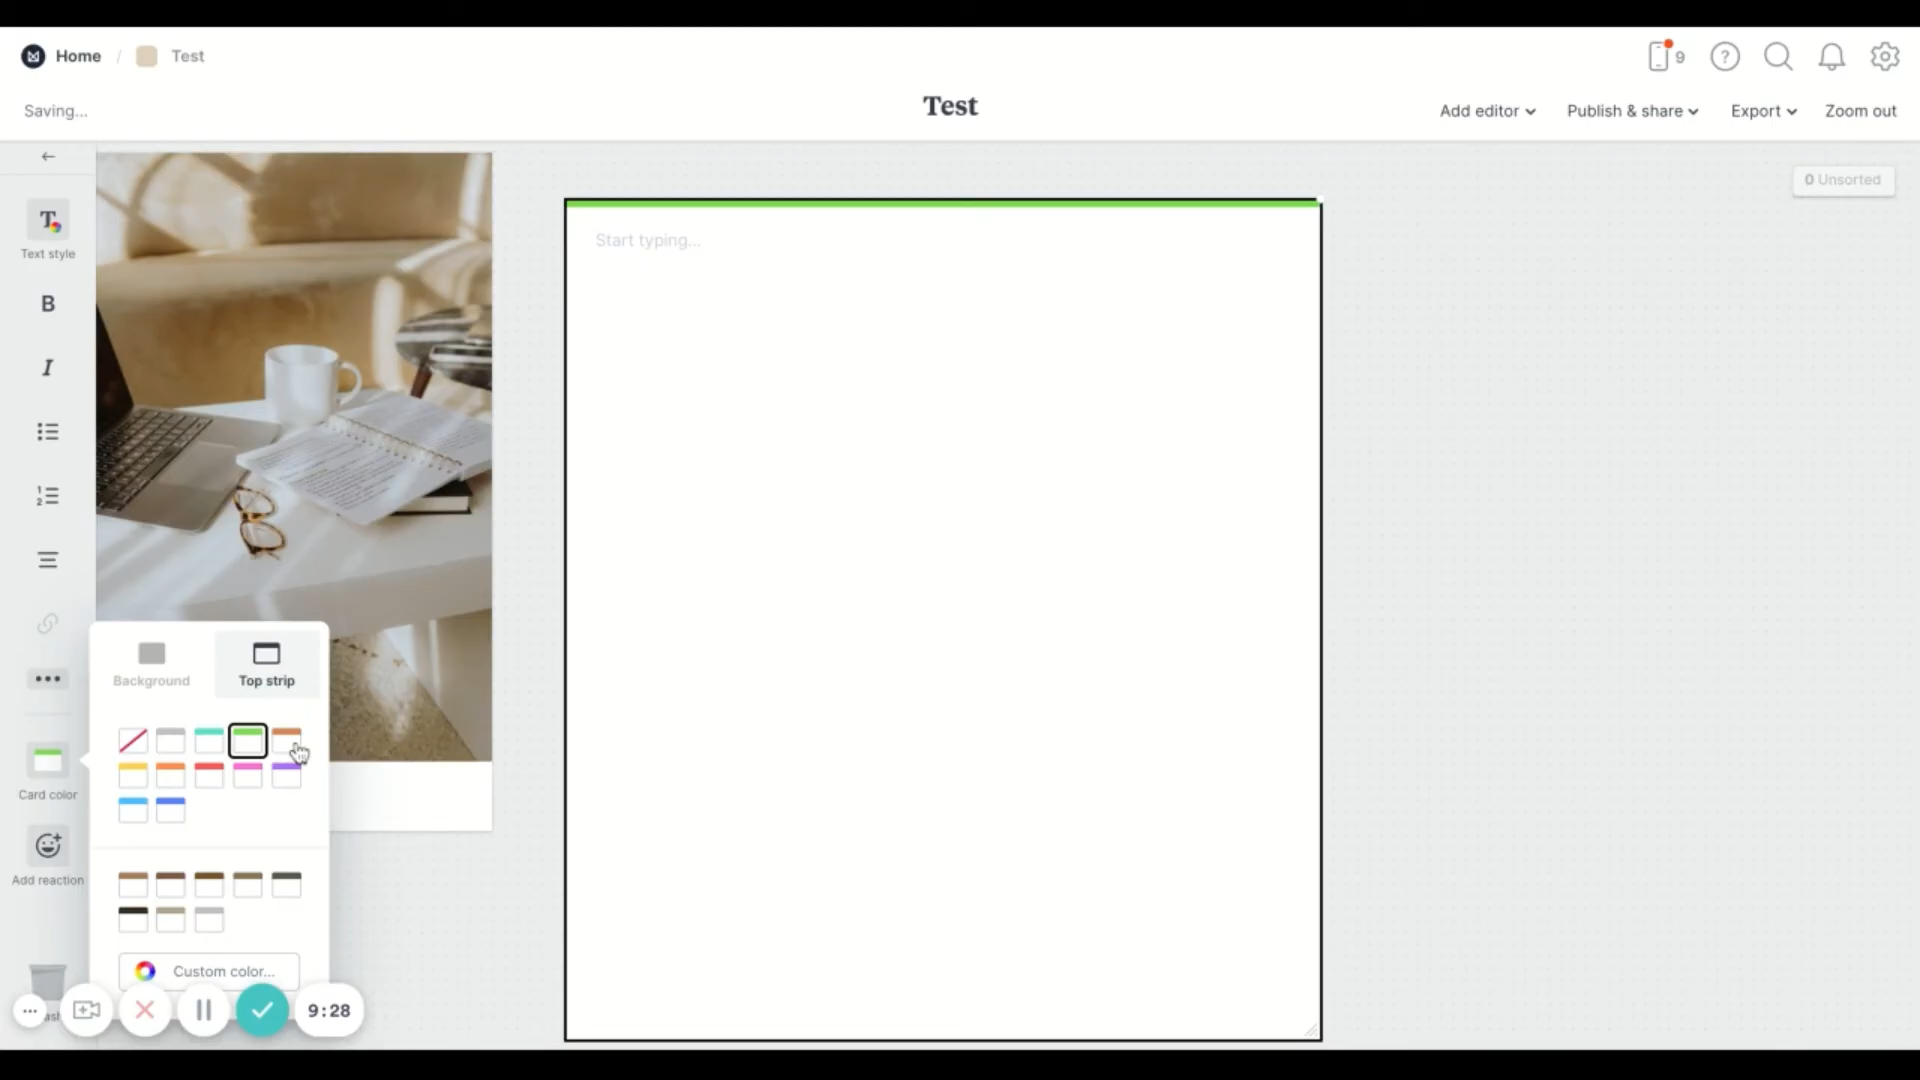 Home / Test
9
Saving...
Test
Add editor
Publish & share
Export
Zoom out
0 Unsorted
T
Text style
B
I
Start typing...
Background
Top strip
Card color
Add reaction
Custom color...
9:28